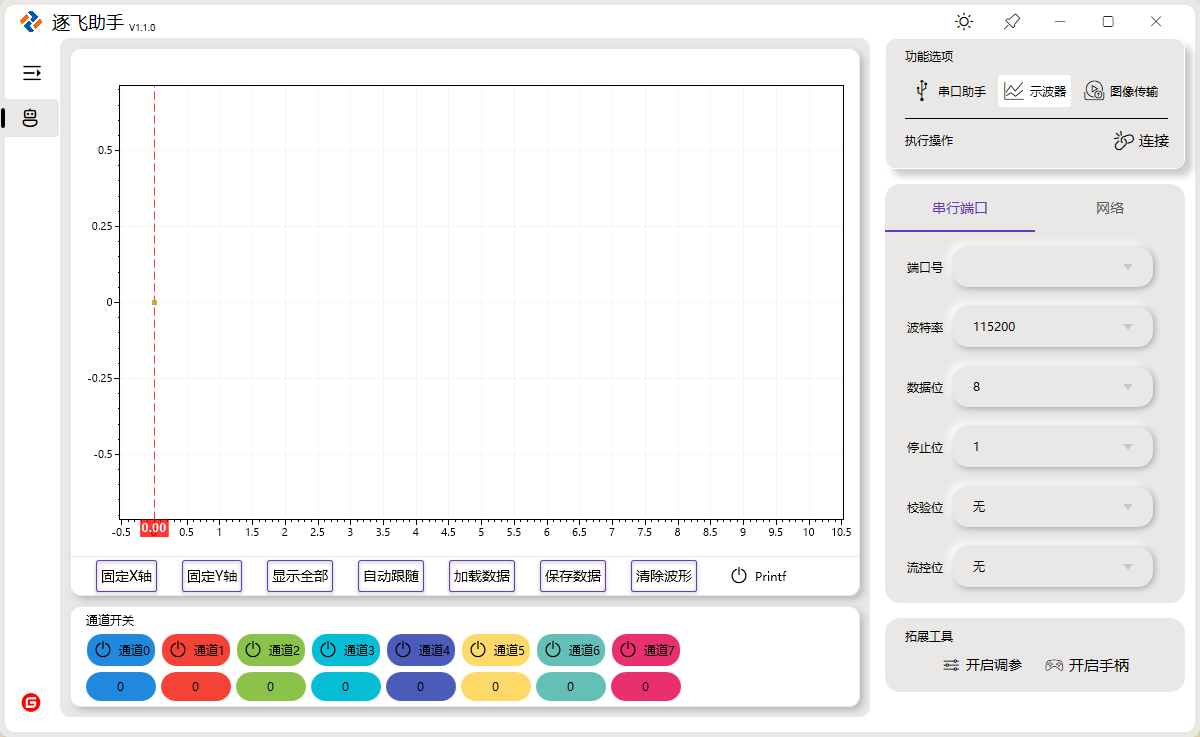 逐飞助手 V1.1.0
功能选项
串口助手 示波器 图像传输
执行操作 连接
0.5
0.25
0
-0.25
-0.5
-0.5 0.00 0.5 1 1.5 2 2.5 3 3.5 4 4.5 5 5.5 6 6.5 7 7.5 8 8.5 9 9.5 10 10.5
固定X轴 固定Y轴 显示全部 自动跟随 加载数据 保存数据 清除波形 Printf
通道开关
通道0 通道1 通道2 通道3 通道4 通道5 通道6 通道7
0 0 0 0 0 0 0 0
串行端口 网络
端口号
波特率 115200
数据位 8
停止位 1
校验位 无
流控位 无
拓展工具
开启调参 开启手柄
G